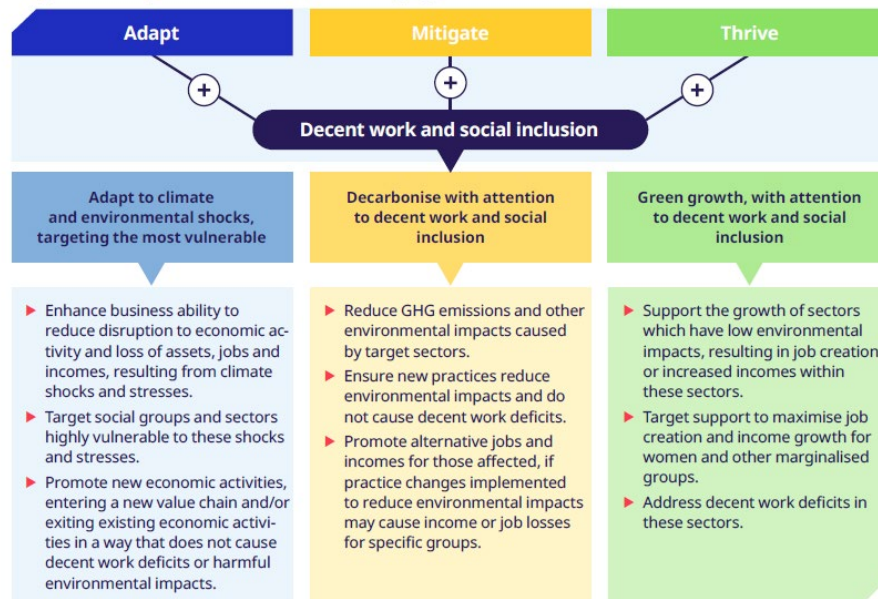 Adapt
Mitigate
Thrive
+
+
+
Decent work and social inclusion
Adapt to climate
and environmental shocks,
targeting the most vulnerable
Decarbonise with attention
to decent work and social
inclusion
Green growth, with attention
to decent work and social
inclusion
Enhance business ability to
reduce disruption to economic ac-
tivity and loss of assets, jobs and
incomes, resulting from climate
shocks and stresses.
Target social groups and sectors
highly vulnerable to these shocks
and stresses.
Promote new economic activities,
entering a new value chain and/or
exiting existing economic activi-
ties in a way that does not cause
decent work deficits or harmful
environmental impacts.
Reduce GHG emissions and other
environmental impacts caused
by target sectors.
Ensure new practices reduce
environmental impacts and do
not cause decent work deficits.
Promote alternative jobs and
incomes for those affected, if
practice changes implemented
to reduce environmental impacts
may cause income or job losses
for specific groups.
Support the growth of sectors
which have low environmental
impacts, resulting in job creation
or increased incomes within
these sectors.
Target support to maximise job
creation and income growth for
women and other marginalised
groups.
Address decent work deficits in
these sectors.